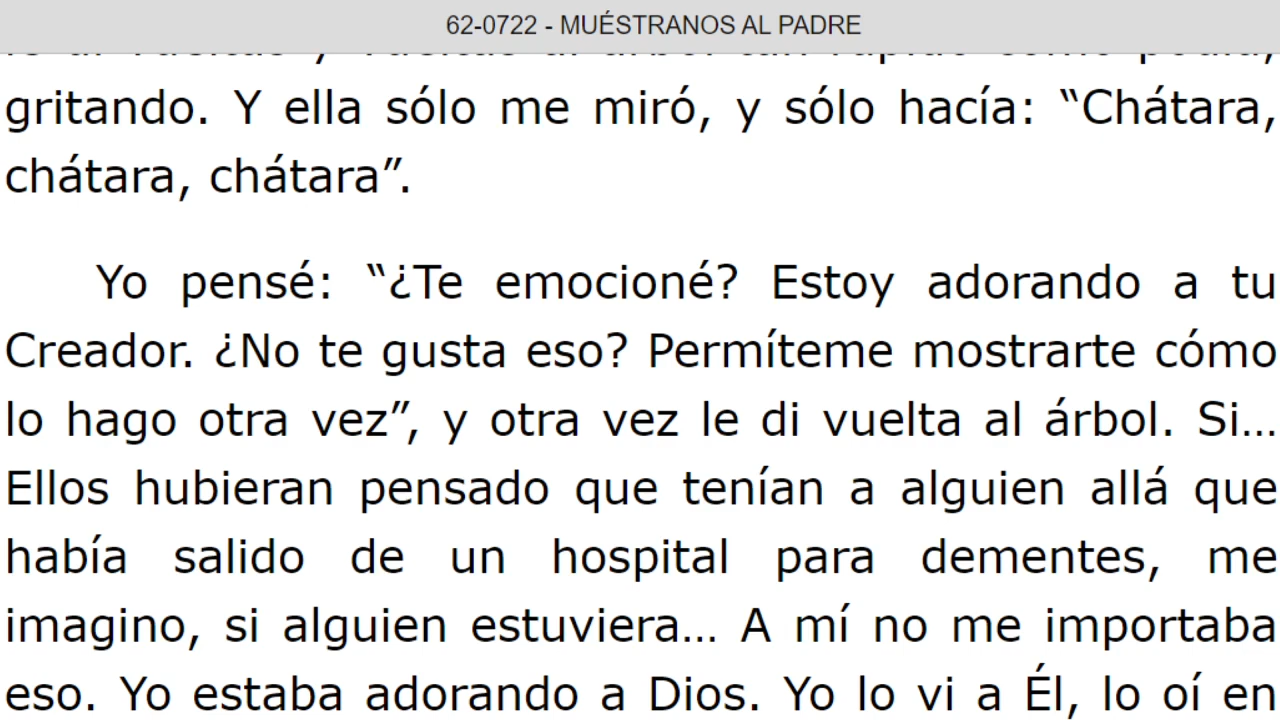 62-0722 - MUÉSTRANOS AL PADRE
gritando. Y ella sólo me miró, y sólo hacía: “Chátara,
chátara, chátara”.
Yo pensé: “¿Te emocioné? Estoy adorando a tu
Creador. ¿No te gusta eso? Permíteme mostrarte cómo
lo hago otra vez”, y otra vez le di vuelta al árbol. Si...
Ellos hubieran pensado que tenían a alguien allá que
había salido de un hospital para dementes, me
imagino, si alguien estuviera... A mí no me importaba
eso. Yo estaba adorando a Dios. Yo lo vi a Él, lo oí en